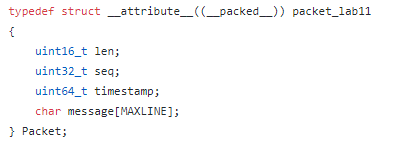 typedef struct __attribute__((__packed__)) packet_lab11
{
    uint16_t len;
    uint32_t seq;
    uint64_t timestamp;
    char message[MAXLINE];
} Packet;